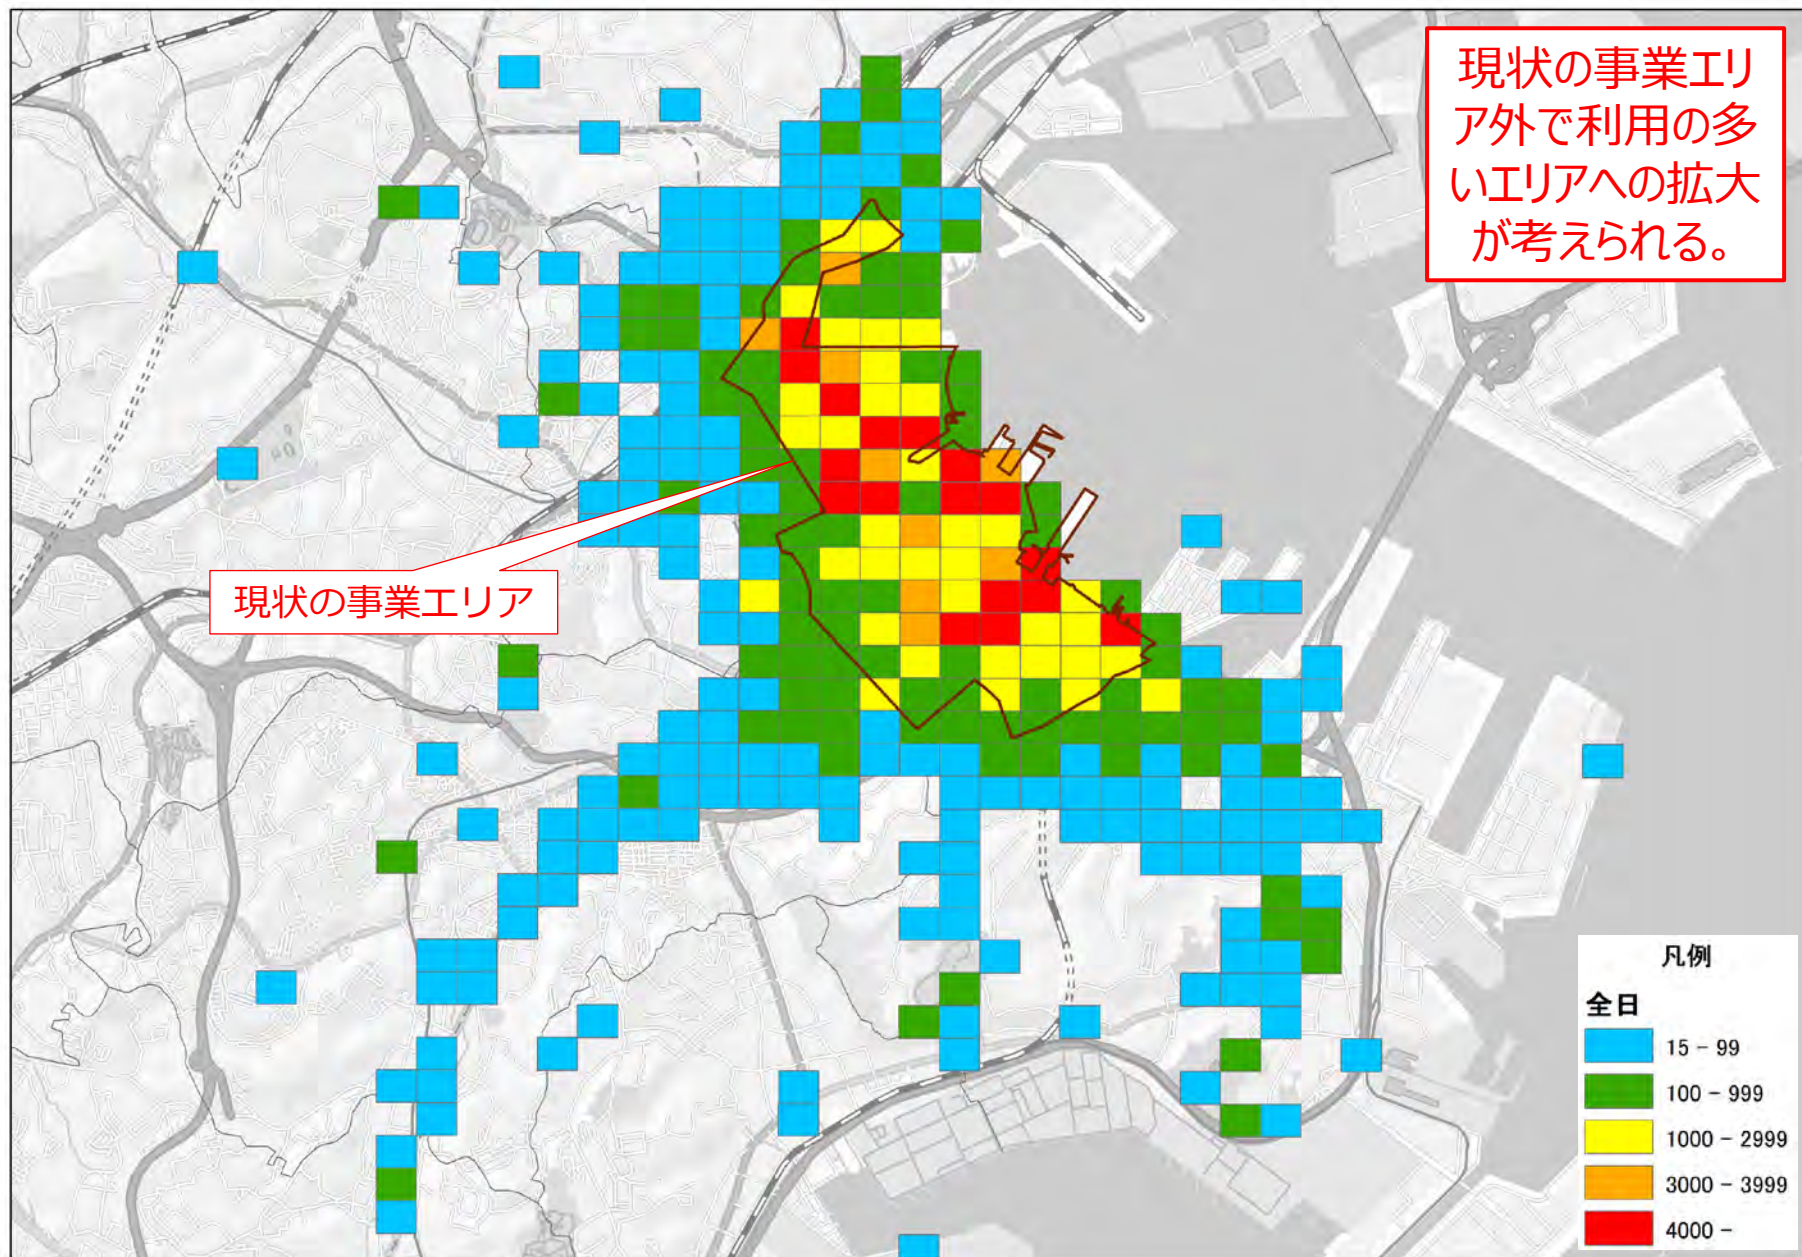 現状の事業エリ
ア外で利用の多
いエリアへの拡大
が考えられる。
現状の事業エリア
凡例
全日
15 - 99
100 - 999
1000 - 2999
3000 - 3999
4000 -